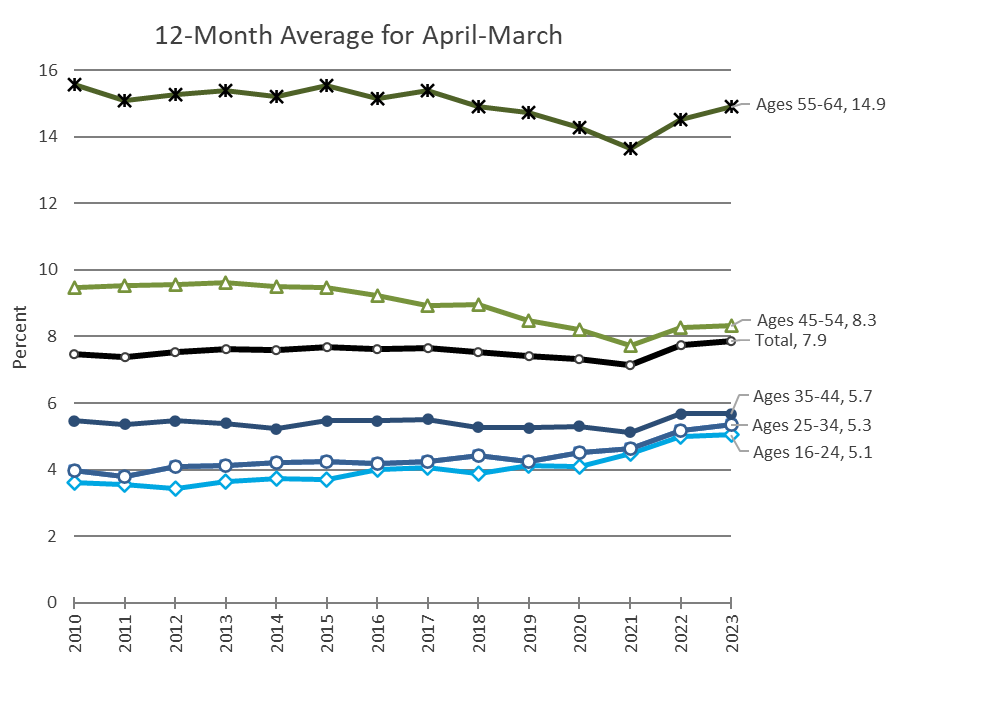 12-Month Average for April-March
Percent
16
14
12
10
8
6
4
2
0
Ages 55-64, 14.9
Ages 45-54, 8.3
Total, 7.9
Ages 35-44, 5.7
Ages 25-34, 5.3
Ages 16-24, 5.1
2010
2011
2012
2013
2014
2015
2016
2017
2018
2019
2020
2021
2022
2023